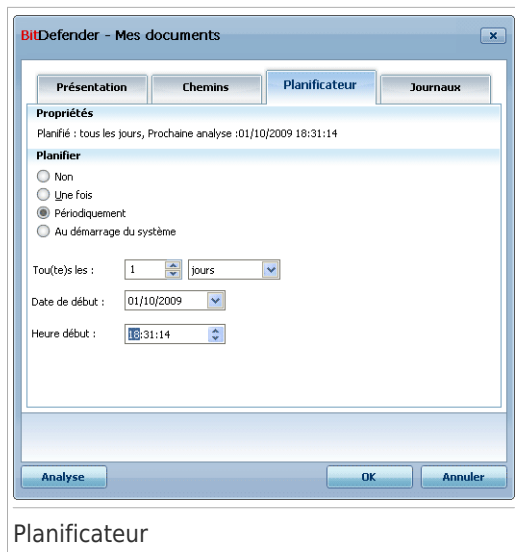 BitDefender - Mes documents
Présentation
Chemins
Planificateur
Journaux
Propriétés
Planifié : tous les jours, Prochaine analyse :01/10/2009 18:31:14
Planifier
Non
Une fois
Périodiquement
Au démarrage du système
Tou(te)s les : 1 jours
Date de début : 01/10/2009
Heure début : 18:31:14
Analyse
OK
Annuler
Planificateur